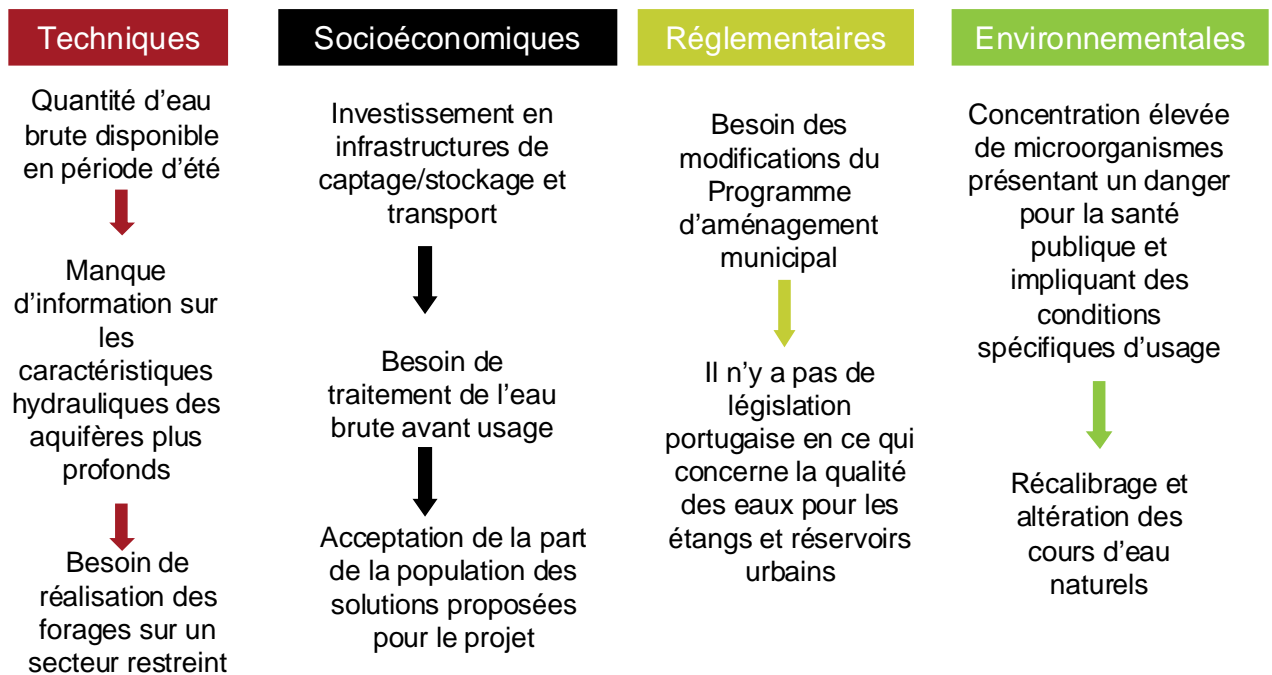 Techniques
Quantité d'eau
brute disponible
en période d'été
Manque
d'information sur
les
caractéristiques
hydrauliques des
aquifères plus
profonds
Besoin de
réalisation des
forages sur un
secteur restreint
Socioéconomiques
Investissement en
infrastructures de
captage/stockage et
transport
Besoin de
traitement de l'eau
brute avant usage
Acceptation de la part
de la population des
solutions proposées
pour le projet
Réglementaires
Besoin des
modifications du
Programme
d'aménagement
municipal
Il n'y a pas de
législation
portugaise en ce qui
concerne la qualité
des eaux pour les
étangs et réservoirs
urbains
Environnementales
Concentration élevée
de microorganismes
présentant un danger
pour la santé
publique et
impliquant des
conditions
spécifiques d'usage
Récalibrage et
altération des
cours d'eau
naturels